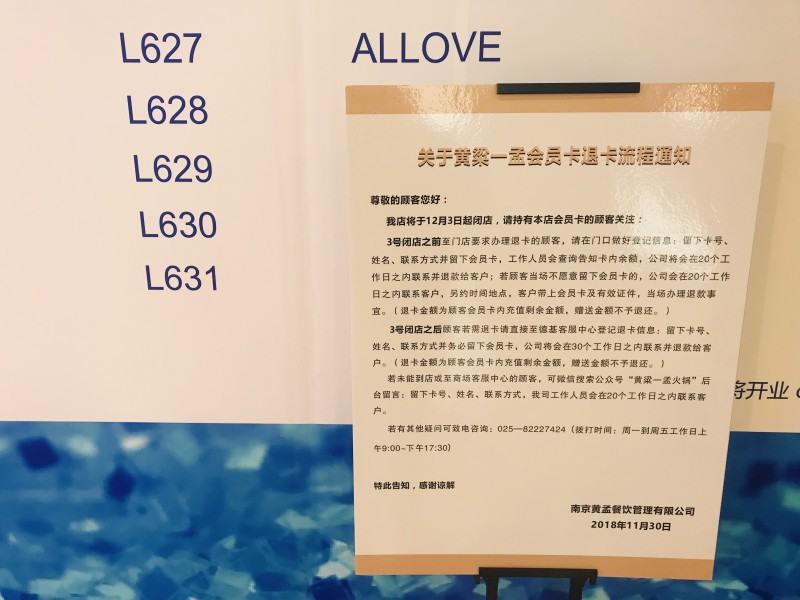 L627
ALLOVE
L628
L629
L630
L631
关于黄粱一孟会员卡退卡流程通知
尊敬的顾客您好：
我店将于12月3日起闭店，请持有本店会员卡的顾客关注：
3号闭店之前至门店要求办理退卡的顾客，请在门口做好登记信息：留下卡号、
姓名、联系方式并留下会员卡，工作人员会查询告知卡内余额，公司将会在20个工
作日之内联系并退款给客户；若顾客当场不愿意留下会员卡的，公司会在20个工作
日之内联系客户，另约时间地点，客户带上会员卡及有效证件，当场办理退款事
宜。（退卡金额为顾客会员卡内充值剩余金额，赠送金额不予退还。）
3号闭店之后顾客若需退卡请直接至德基客服中心登记退卡信息：留下卡号、
姓名、联系方式并务必留下会员卡，公司将会在30个工作日之内联系并退款给客
户。（退卡金额为顾客会员卡内充值剩余金额，赠送金额不予退还。）
若未能到店或至商场客服中心的顾客，可微信搜索公众号“黄粱一孟火锅”后
台留言：留下卡号、姓名、联系方式，我司工作人员会在20个工作日之内联系客
户。
若有其他疑问可致电咨询：025—82227424（拨打时间：周一到周五工作日上
午9:00-下午17:30）
特此告知，感谢谅解
南京黄孟餐饮管理有限公司
2018年11月30日
将开业